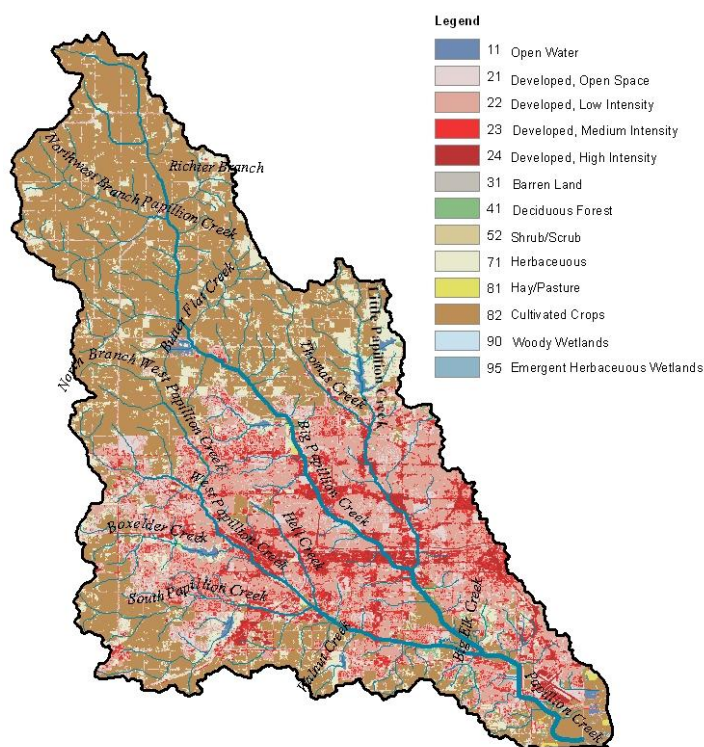 Legend
11 Open Water
21 Developed, Open Space
22 Developed, Low Intensity
23 Developed, Medium Intensity
24 Developed, High Intensity
31 Barren Land
41 Deciduous Forest
52 Shrub/Scrub
71 Herbaceuous
81 Hay/Pasture
82 Cultivated Crops
90 Woody Wetlands
95 Emergent Herbaceuous Wetlands
Richier Branch
Northwest Branch Papillion Creek
Butter Flat Creek
Little Papillion Creek
Thomas Creek
North Branch West Papillion Creek
Big Papillion Creek
West Papillion Creek
Hell Creek
Boxelder Creek
South Papillion Creek
Walnut Creek
Big Elk Creek
Papillion Creek